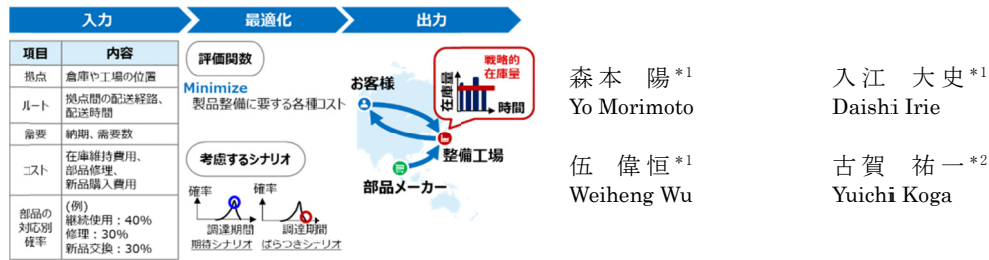 入力
最適化
出力
項目 内容
拠点 倉庫や工場の位置
ルート 拠点間の配送経路、
配送時間
需要 納期、需要数
コスト 在庫維持費用、
部品修理、
新品購入費用
部品の
対応別
確率
(例)
継続使用：40%
修理：30%
新品交換：30%
評価関数
Minimize
製品整備に要する各種コスト
考慮するシナリオ
確率
調達期間
期待シナリオ
確率
調達期間
ばらつきシナリオ
お客様
戦略的
在庫量
在庫量
時間
整備工場
部品メーカー
森本 陽*1
Yo Morimoto
入江 大史*1
Daishi Irie
伍 偉恒*1
Weiheng Wu
古賀 祐一*2
Yuichi Koga